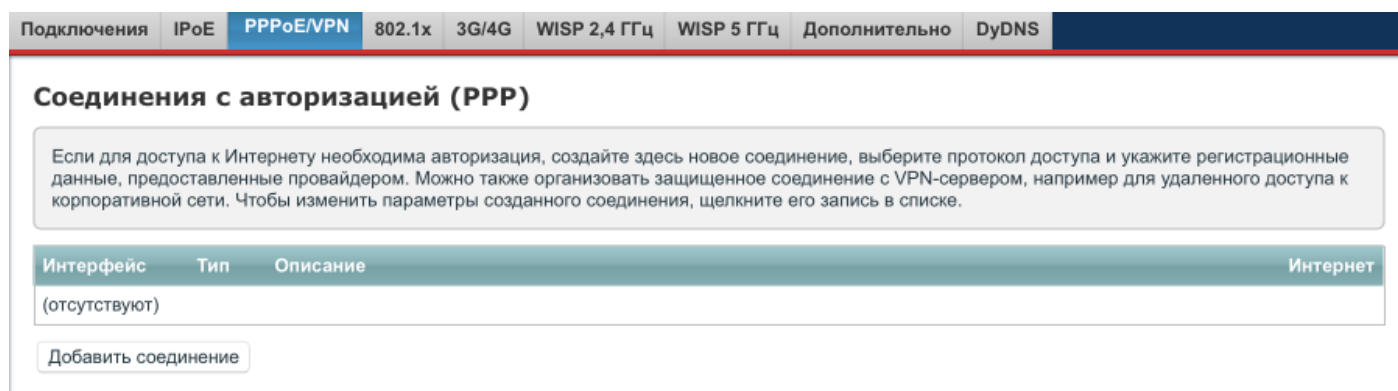 Подключения IPoE PPPoE/VPN 802.1x 3G/4G WISP 2,4 ГГц WISP 5 ГГц Дополнительно DyDNS
Соединения с авторизацией (PPP)
Если для доступа к Интернету необходима авторизация, создайте здесь новое соединение, выберите протокол доступа и укажите регистрационные
данные, предоставленные провайдером. Можно также организовать защищенное соединение с VPN-сервером, например для удаленного доступа к
корпоративной сети. Чтобы изменить параметры созданного соединения, щелкните его запись в списке.
Интерфейс Тип Описание Интернет
(отсутствуют)
Добавить соединение